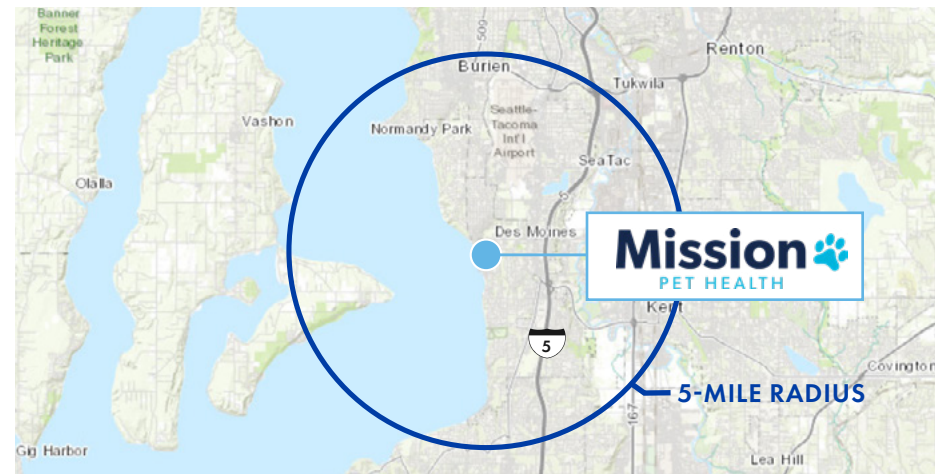 Banner
Forest
Heritage
Park
509
Burien
Renton
Tukwila
Vashon
Normandy Park
Seattle-
Tacoma
Int'l
Airport
SeaTac
Olalla
5
Des Moines
Mission
PET HEALTH
Kent
5
5-MILE RADIUS
Covington
167
Gig Harbor
Lea Hill